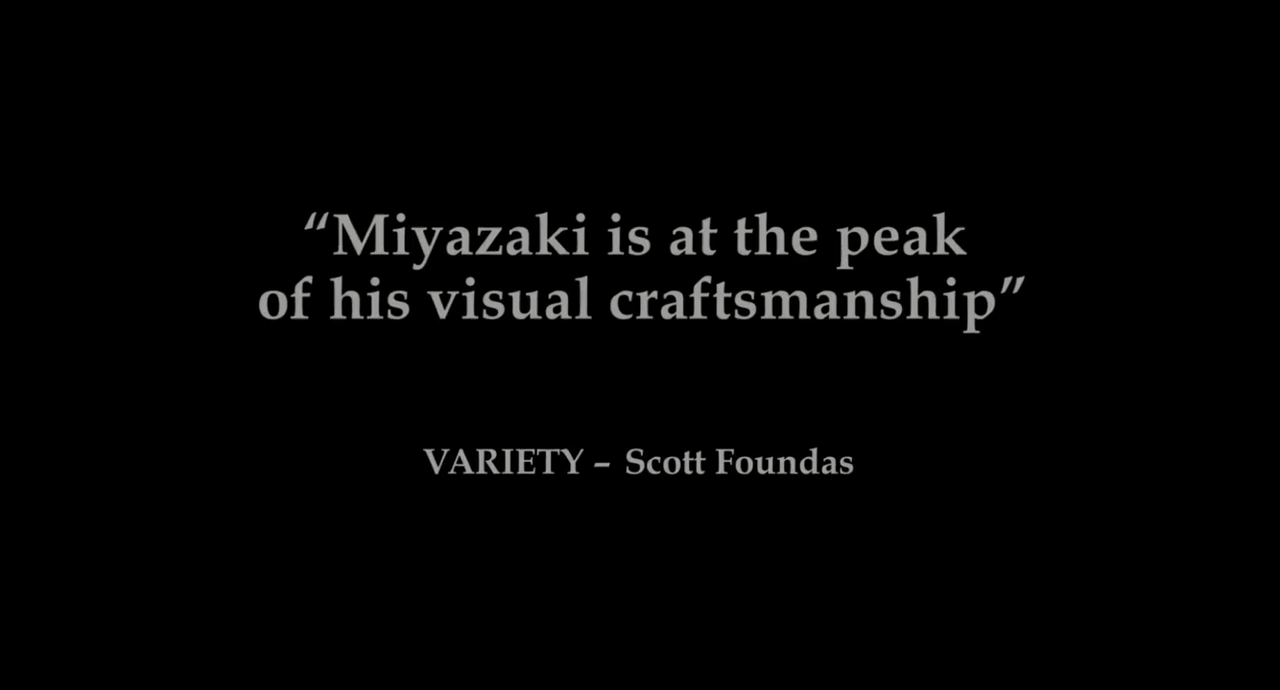 “Miyazaki is at the peak
of his visual craftsmanship”
VARIETY – Scott Foundas